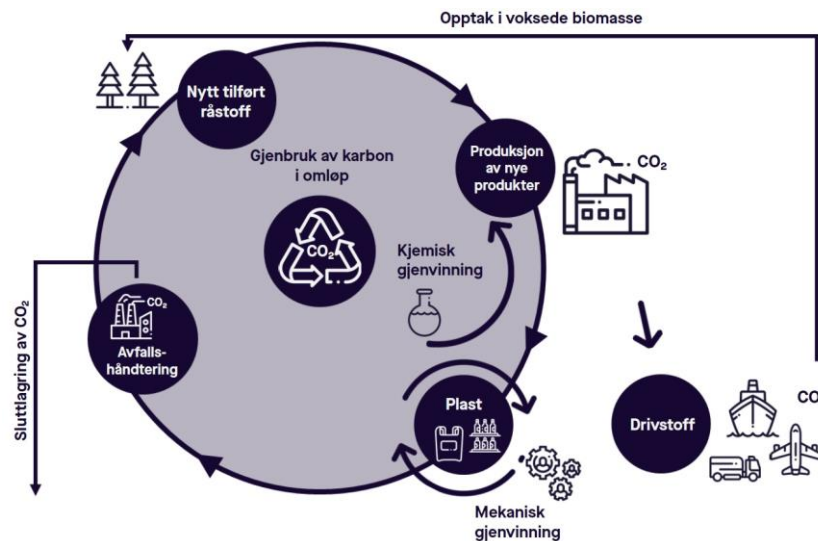 Opptak i voksede biomasse
Nytt tilført
råstoff
Gjenbruk av karbon
i omløp
CO₂
Produksjon
av nye
produkter
CO₂
Kjemisk
gjenvinning
Sluttlagring av CO₂
CO₂
Avfalls-
håndtering
Plast
Drivstoff
CO
Mekanisk
gjenvinning